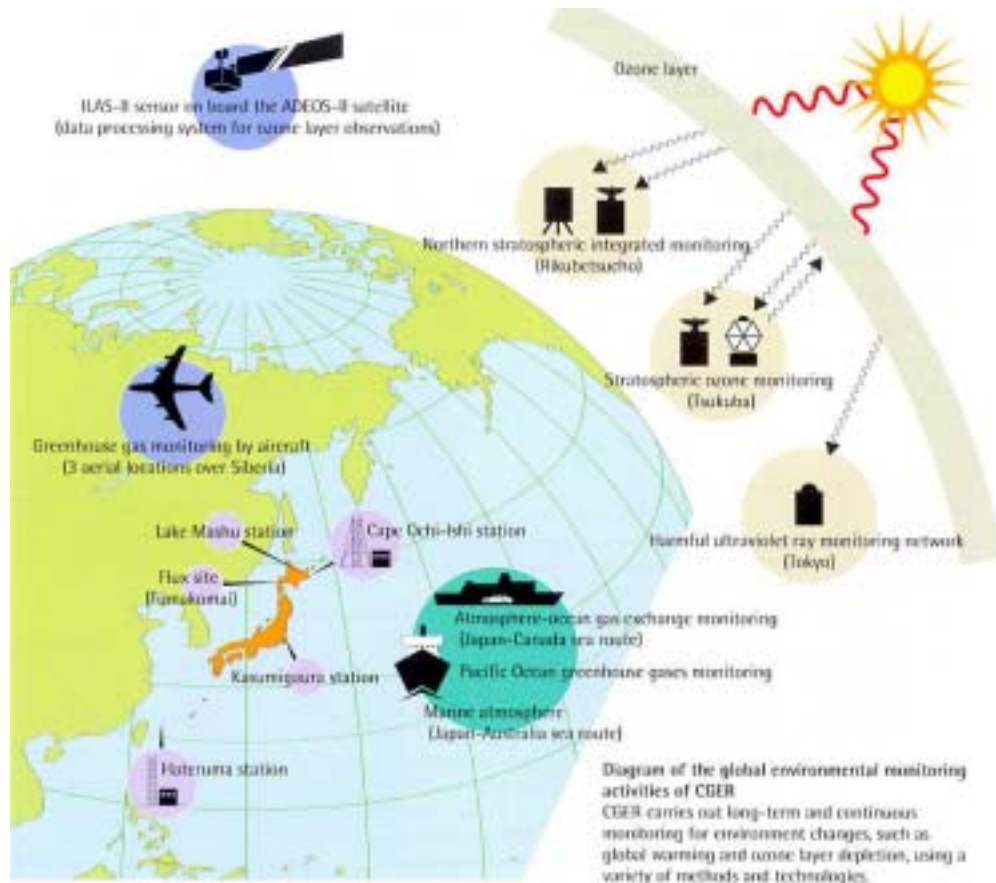 Ozone layer
ILAS-II sensor on board the ADEOS-II satellite
(data processing system for ozone layer observations)
Northern stratospheric integrated monitoring
(Rikubetsucho)
Stratospheric ozone monitoring
(Tsukuba)
Greenhouse gas monitoring by aircraft
(3 aerial locations over Siberia)
Lake Mashu station
Cape Ochi-Ishi station
Harmful ultraviolet ray monitoring network
(Tokyo)
Flux site
Atmosphere-ocean gas exchange monitoring
(Japan-Canada sea route)
Kasumigaura station
Pacific Ocean greenhouse gases monitoring
Marine atmosphere
(Japan-Australia sea route)
Hateruma station
Diagram of the global environmental monitoring
activities of CGER
CGER carries out long-term and continuous
monitoring for environment changes, such as
global warming and ozone layer depletion, using a
variety of methods and technologies.